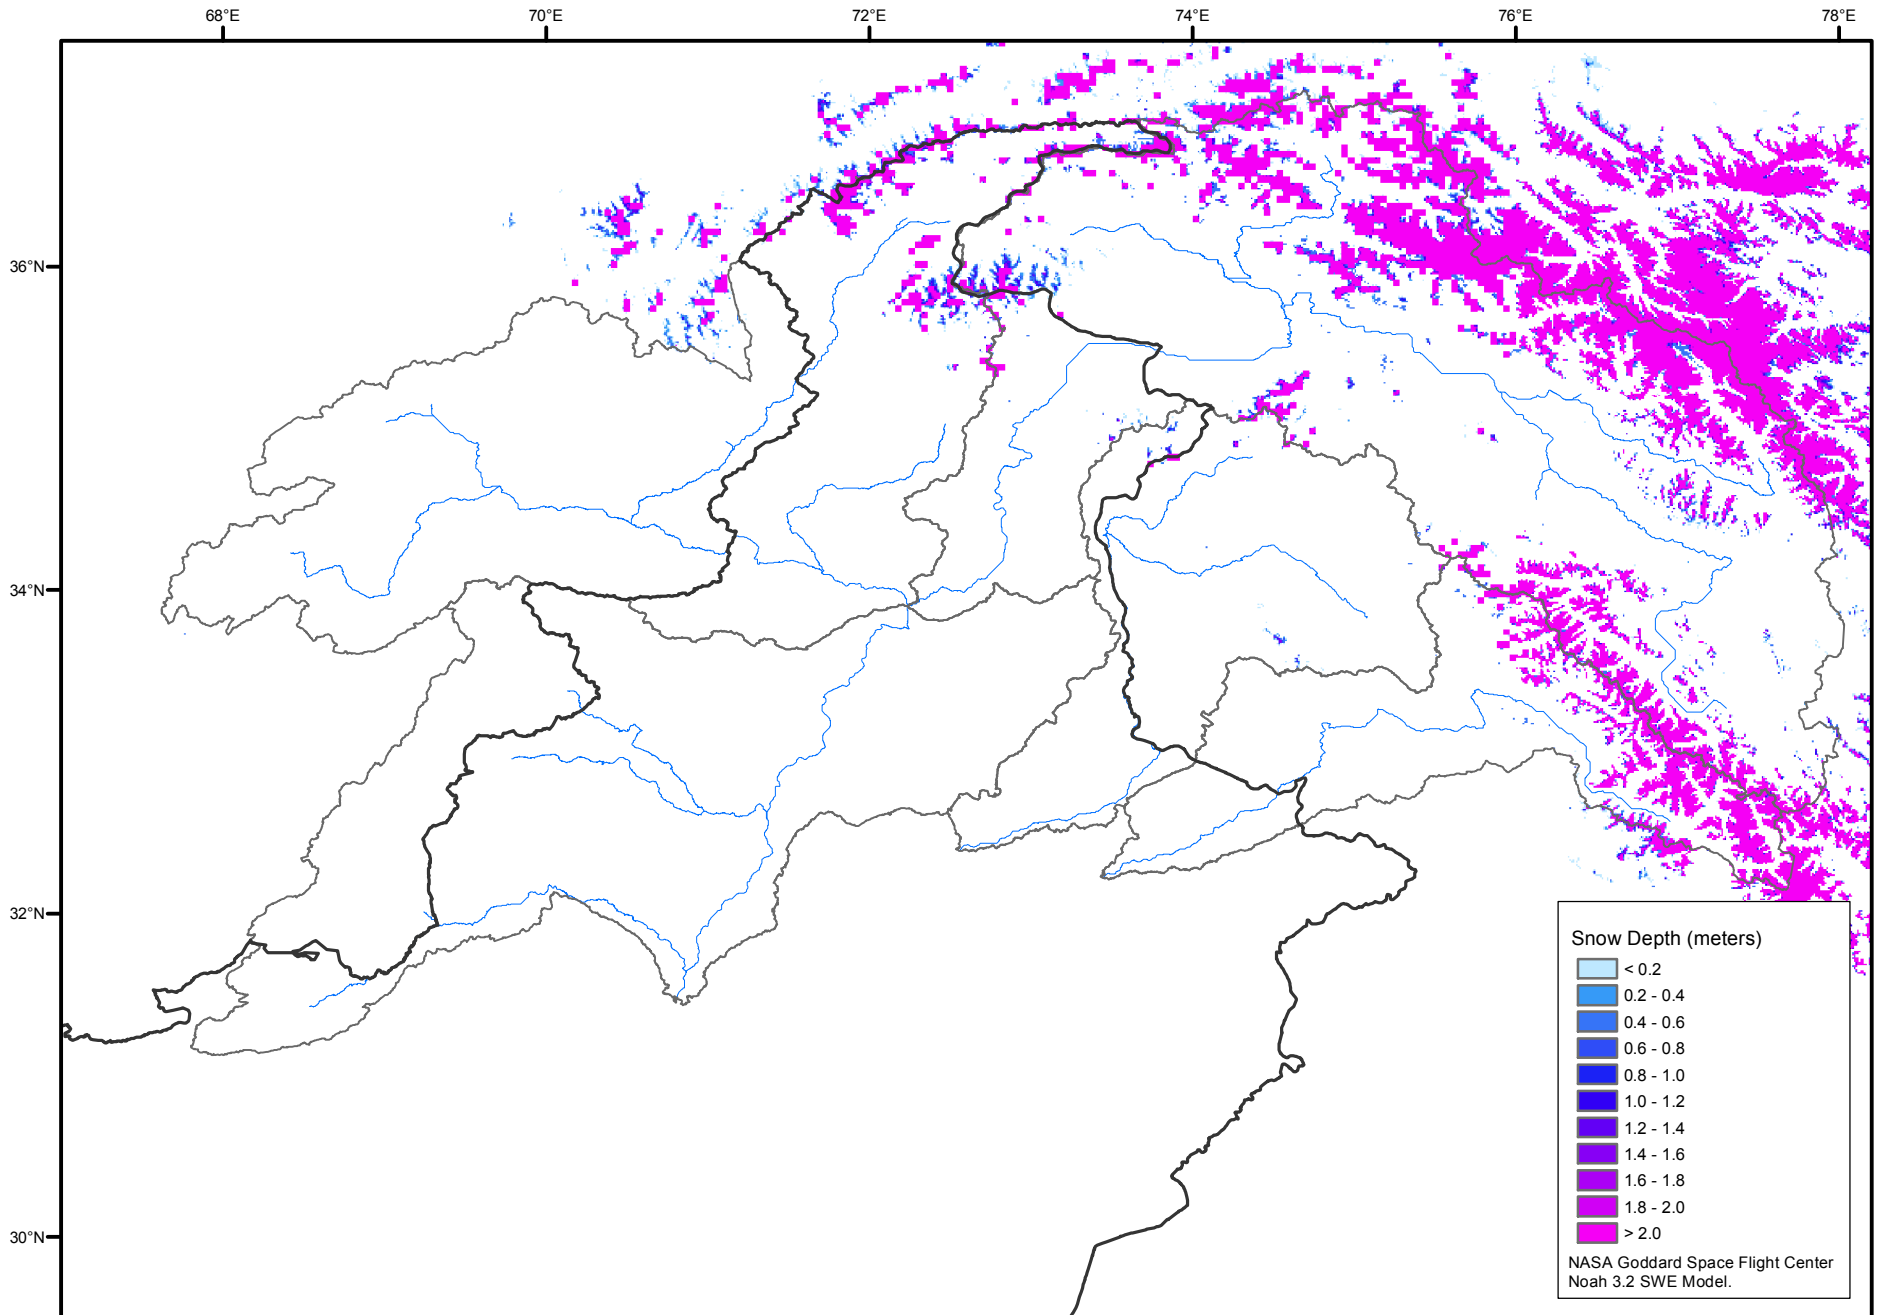 68°E 70°E 72°E 74°E 76°E 78°E
36°N
34°N
32°N
30°N
Snow Depth (meters)
< 0.2
0.2 - 0.4
0.4 - 0.6
0.6 - 0.8
0.8 - 1.0
1.0 - 1.2
1.2 - 1.4
1.4 - 1.6
1.6 - 1.8
1.8 - 2.0
> 2.0
NASA Goddard Space Flight Center
Noah 3.2 SWE Model.